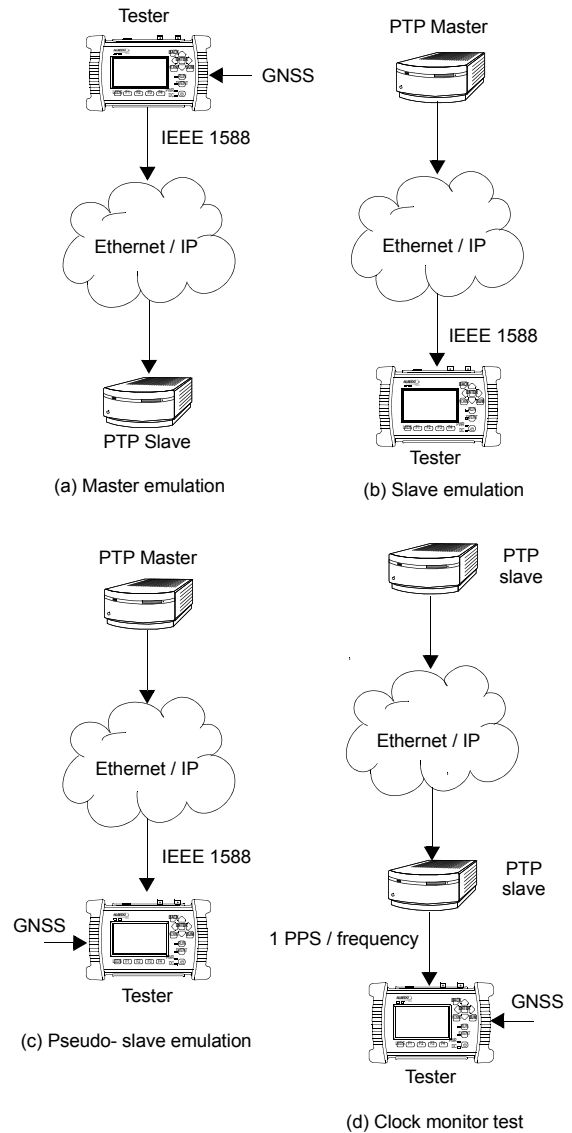 Tester
GNSS
IEEE 1588
Ethernet / IP
PTP Slave
(a) Master emulation
PTP Master
Ethernet / IP
IEEE 1588
Tester
(b) Slave emulation
PTP Master
Ethernet / IP
IEEE 1588
GNSS
Tester
(c) Pseudo- slave emulation
PTP
slave
Ethernet / IP
PTP
slave
1 PPS / frequency
GNSS
Tester
(d) Clock monitor test